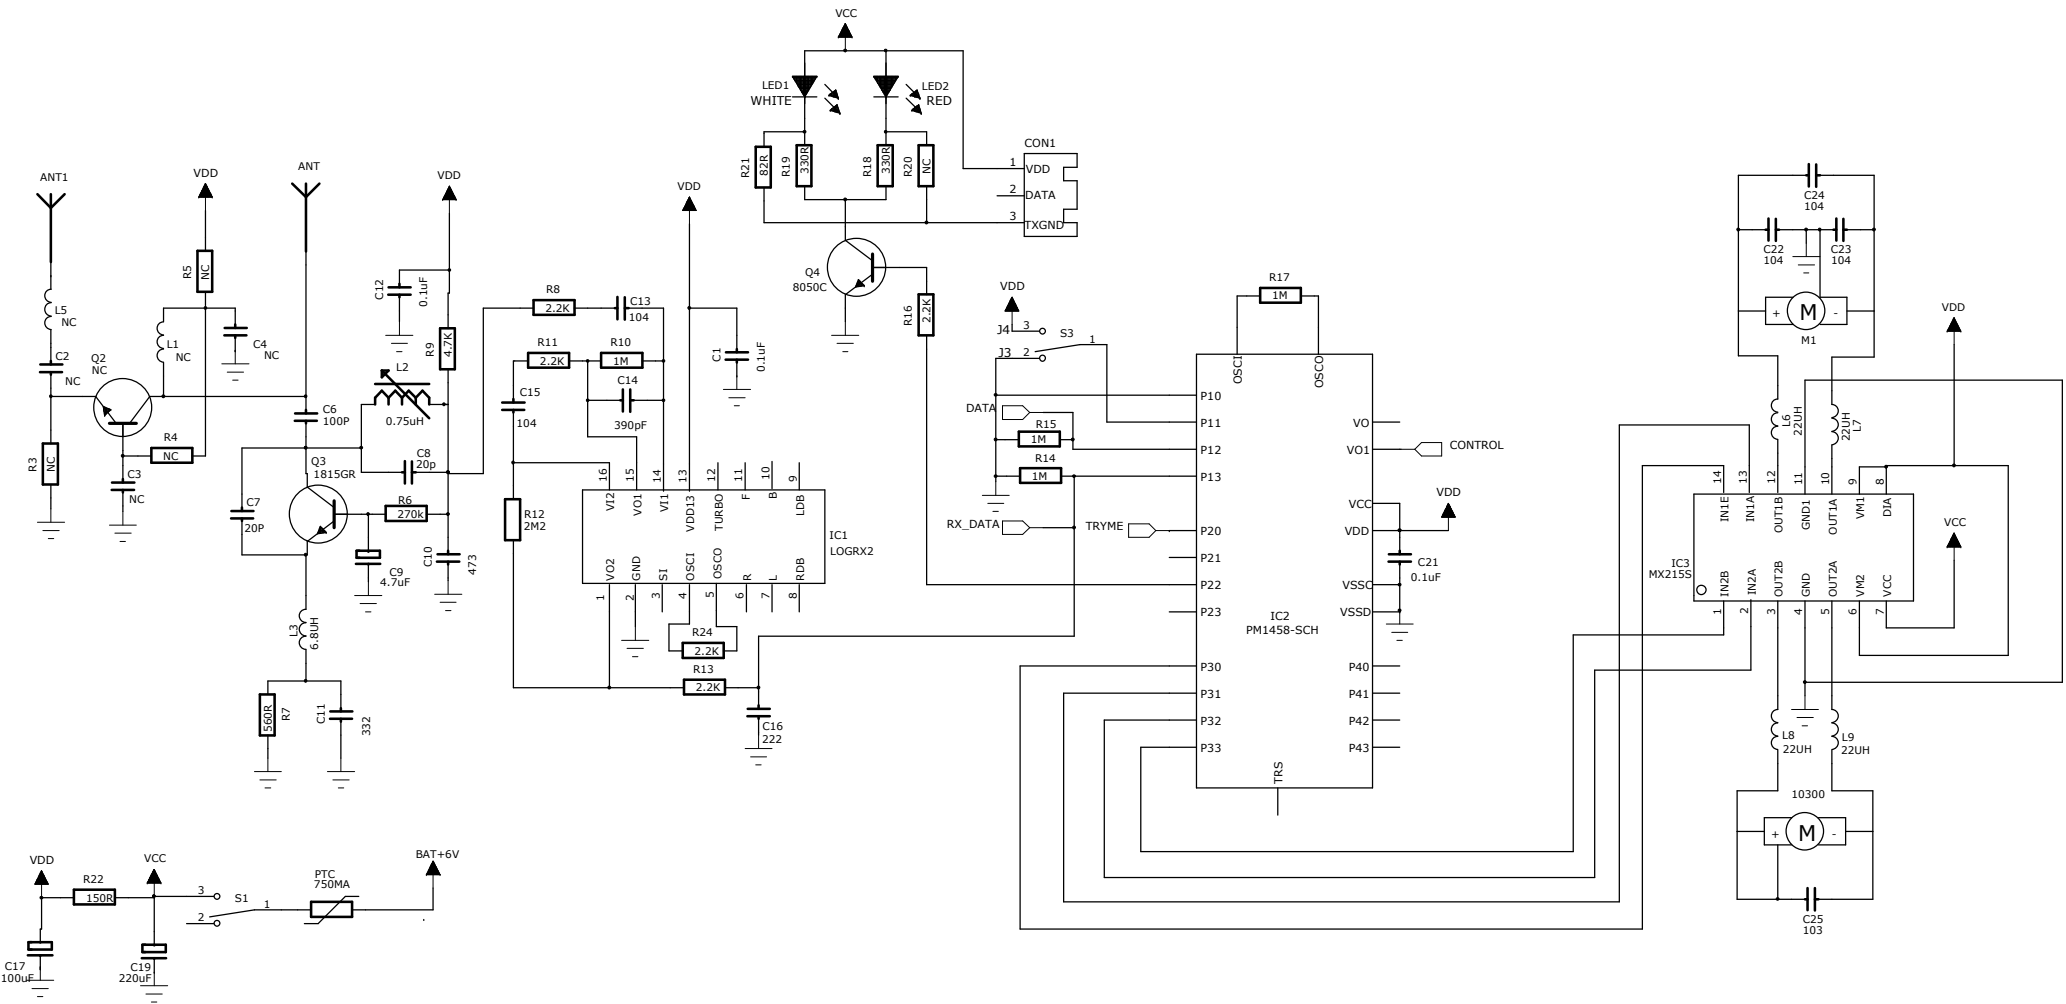 VCC
LED1
WHITE
LED2
RED
R21
82R
R19
330R
R18
330R
R20
NC
CON1
1
VDD
2
DATA
3
TXGND
Q4
8050C
R16
2.2K
ANT1
VDD
ANT
VDD
VDD
R5
NC
L5
NC
L1
NC
C4
NC
C2
NC
Q2
NC
R3
NC
R4
NC
C3
NC
C12
0.1uF
R9
4.7K
L2
0.75uH
C6
100P
Q3
1815GR
C8
20p
C7
20P
R6
270k
C9
4.7uF
C10
473
L3
6.8UH
R7
560R
C11
332
R8
2.2K
C13
104
R11
2.2K
R10
1M
C14
390pF
C15
104
C1
0.1uF
R12
2M2
16 15 14 13 12 11 10 9
VI2 VO1 VI1 VDD13 TURBO F B LDB
IC1
LOGRX2
VO2 GND SI OSCI OSCO R L RDB
1 2 3 4 5 6 7 8
R24
2.2K
R13
2.2K
C16
222
VDD
J4 3
S3
1
J3 2
DATA
R15
1M
R14
1M
RX_DATA
TRYME
R17
1M
OSCI
OSCO
P10
P11
P12
P13
P20
P21
P22
P23
P30
P31
P32
P33
VO
VO1
CONTROL
VCC
VDD
VDD
C21
0.1uF
VSSC
VSSD
IC2
PM1458-SCH
P40
P41
P42
P43
TRS
C24
104
C22
104
C23
104
+ M -
M1
L6
22UH
22UH
L7
VDD
14 13 12 11 10 9 8
IN1E IN1A OUT1B GND1 OUT1A VM1 DIA
VCC
IC3
MX215S
IN2B IN2A OUT2B GND OUT2A VM2 VCC
1 2 3 4 5 6 7
L8
22UH
L9
22UH
10300
+ M -
C25
103
VDD
R22
150R
VCC
3
S1
2
1
PTC
750MA
BAT+6V
C17
100uF
C19
220uF